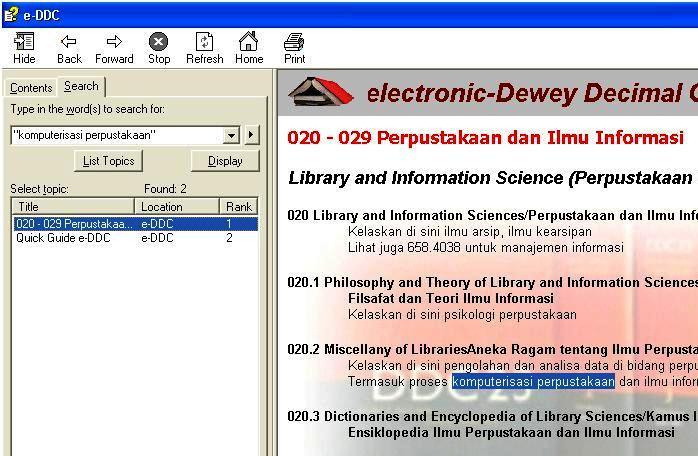 e-DDC
Hide Back Forward Stop Refresh Home Print
Contents Search
Type in the word(s) to search for:
"komputerisasi perpustakaan"
List Topics Display
Select topic: Found: 2
Title Location Rank
020 - 029 Perpustakaa... e-DDC 1
Quick Guide e-DDC e-DDC 2
electronic-Dewey Decimal
020 - 029 Perpustakaan dan Ilmu Informasi
Library and Information Science (Perpustakaan
020 Library and Information Sciences/Perpustakaan dan Ilmu Info
Kelaskan di sini ilmu arsip, ilmu kearsipan
Lihat juga 658.4038 untuk manajemen informasi
020.1 Philosophy and Theory of Library and Information Sciences
Filsafat dan Teori Ilmu Informasi
Kelaskan di sini psikologi perpustakaan
020.2 Miscellany of LibrariesAneka Ragam tentang Ilmu Perpusta
Kelaskan di sini pengolahan dan analisa data di bidang perpu
Termasuk proses komputerisasi perpustakaan dan ilmu infor
DDC 23
020.3 Dictionaries and Encyclopedia of Library Sciences/Kamus
Ensiklopedia Ilmu Perpustakaan dan Ilmu Informasi